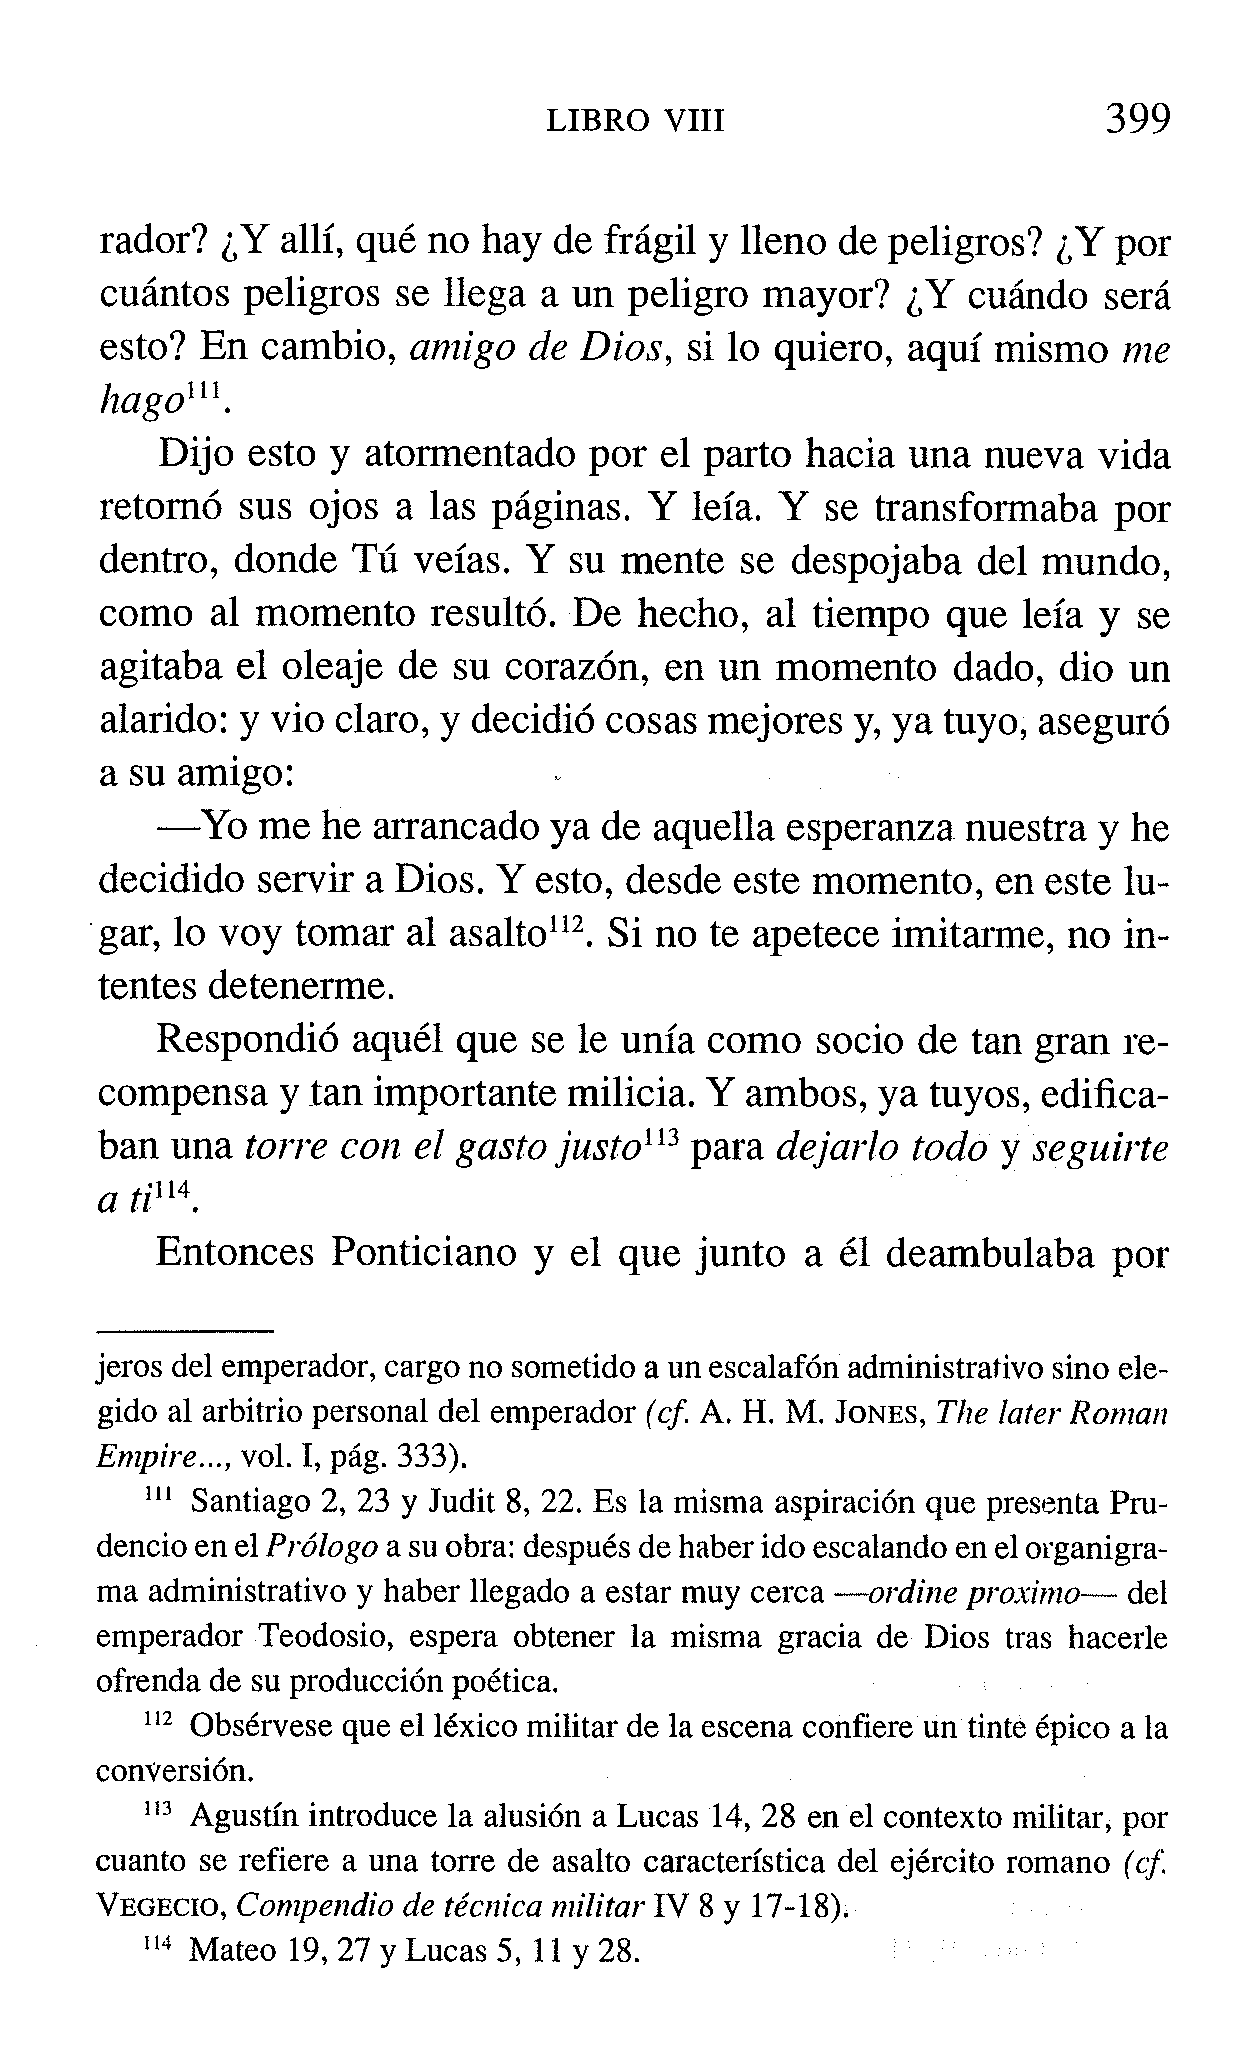 LIBRO VIII 399
rador? ¿Y allí, qué no hay de frágil y lleno de peligros? ¿Y por
cuántos peligros se llega a un peligro mayor? ¿Y cuándo será
esto? En cambio, amigo de Dios, si lo quiero, aquí mismo me
hago¹¹¹.
Dijo esto y atormentado por el parto hacia una nueva vida
retornó sus ojos a las páginas. Y leía. Y se transformaba por
dentro, donde Tú veías. Y su mente se despojaba del mundo,
como al momento resultó. De hecho, al tiempo que leía y se
agitaba el oleaje de su corazón, en un momento dado, dio un
alarido: y vio claro, y decidió cosas mejores y, ya tuyo, aseguró
a su amigo:
—Yo me he arrancado ya de aquella esperanza nuestra y he
decidido servir a Dios. Y esto, desde este momento, en este lu-
gar, lo voy tomar al asalto¹¹². Si no te apetece imitarme, no in-
tentes detenerme.
Respondió aquél que se le unía como socio de tan gran re-
compensa y tan importante milicia. Y ambos, ya tuyos, edifica-
ban una torre con el gasto justo¹¹³ para dejarlo todo y seguirte
a ti¹¹⁴.
Entonces Ponticiano y el que junto a él deambulaba por
jeros del emperador, cargo no sometido a un escalafón administrativo sino ele-
gido al arbitrio personal del emperador (cf. A. H. M. JONES, The later Roman
Empire..., vol. I, pág. 333).
¹¹¹ Santiago 2, 23 y Judit 8, 22. Es la misma aspiración que presenta Pru-
dencio en el Prólogo a su obra: después de haber ido escalando en el organigra-
ma administrativo y haber llegado a estar muy cerca —ordine proximo— del
emperador Teodosio, espera obtener la misma gracia de Dios tras hacerle
ofrenda de su producción poética.
¹¹² Obsérvese que el léxico militar de la escena confiere un tinte épico a la
conversión.
¹¹³ Agustín introduce la alusión a Lucas 14, 28 en el contexto militar, por
cuanto se refiere a una torre de asalto característica del ejército romano (cf.
VEGECIO, Compendio de técnica militar IV 8 y 17-18).
¹¹⁴ Mateo 19, 27 y Lucas 5, 11 y 28.